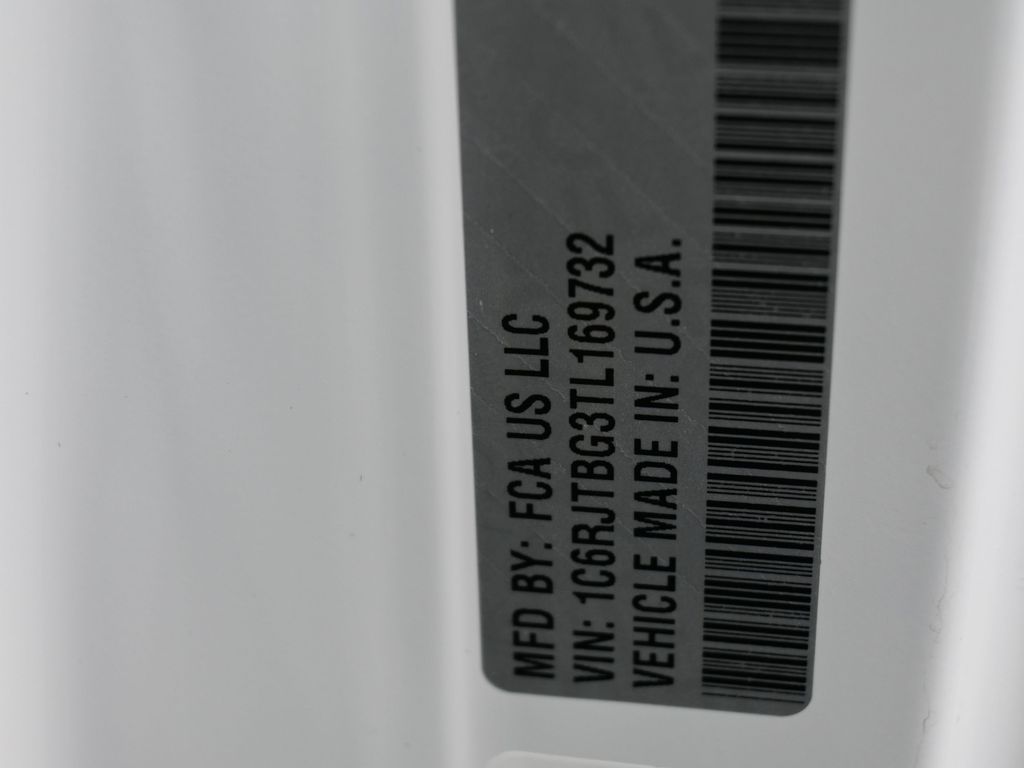 MFD BY: FCA US LLC
VIN: 1C6RJTBG3TL169732
VEHICLE MADE IN: U.S.A.